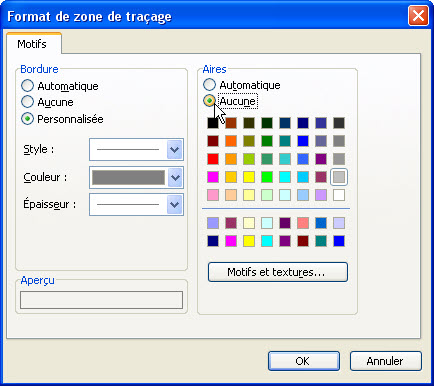 Format de zone de traçage
Motifs
Bordure
Automatique
Aucune
Personnalisée
Style :
Couleur :
Épaisseur :
Aperçu
Aires
Automatique
Aucune
Motifs et textures...
OK
Annuler